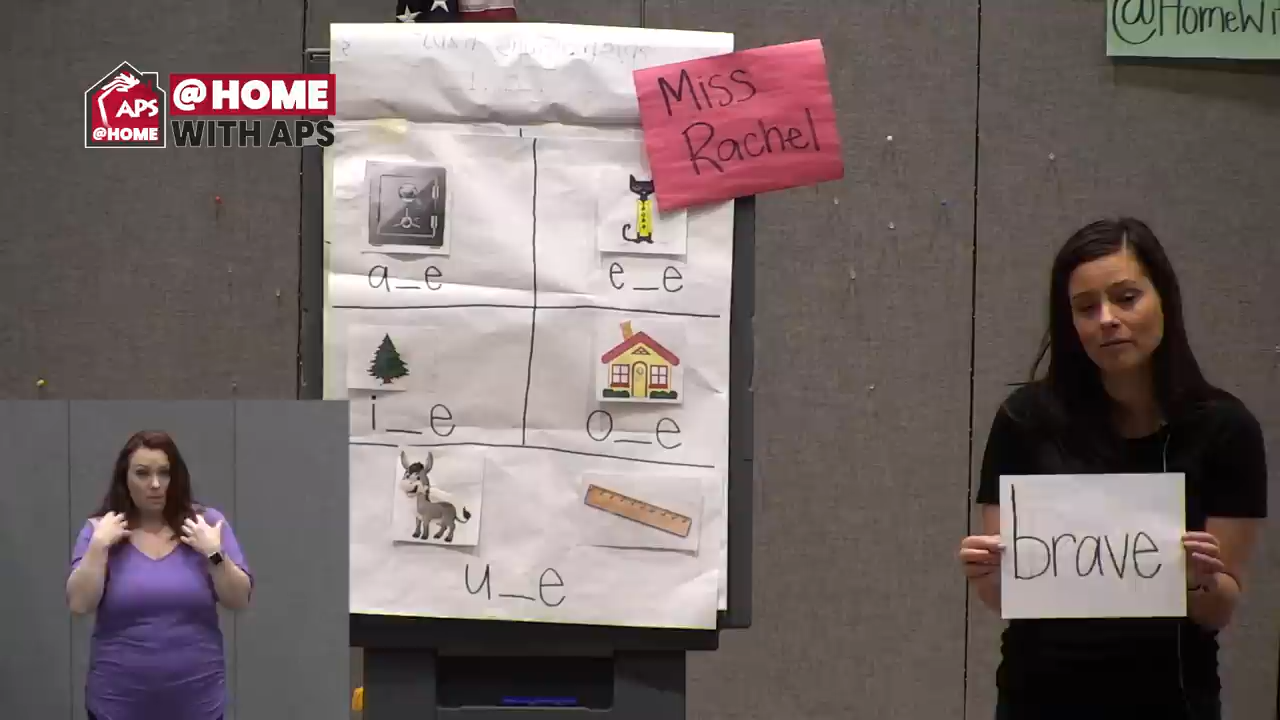 APS
@HOME
@HOME
WITH APS
Miss
Rachel
@HomeWi
a_e
e_e
i_e
o_e
u_e
brave